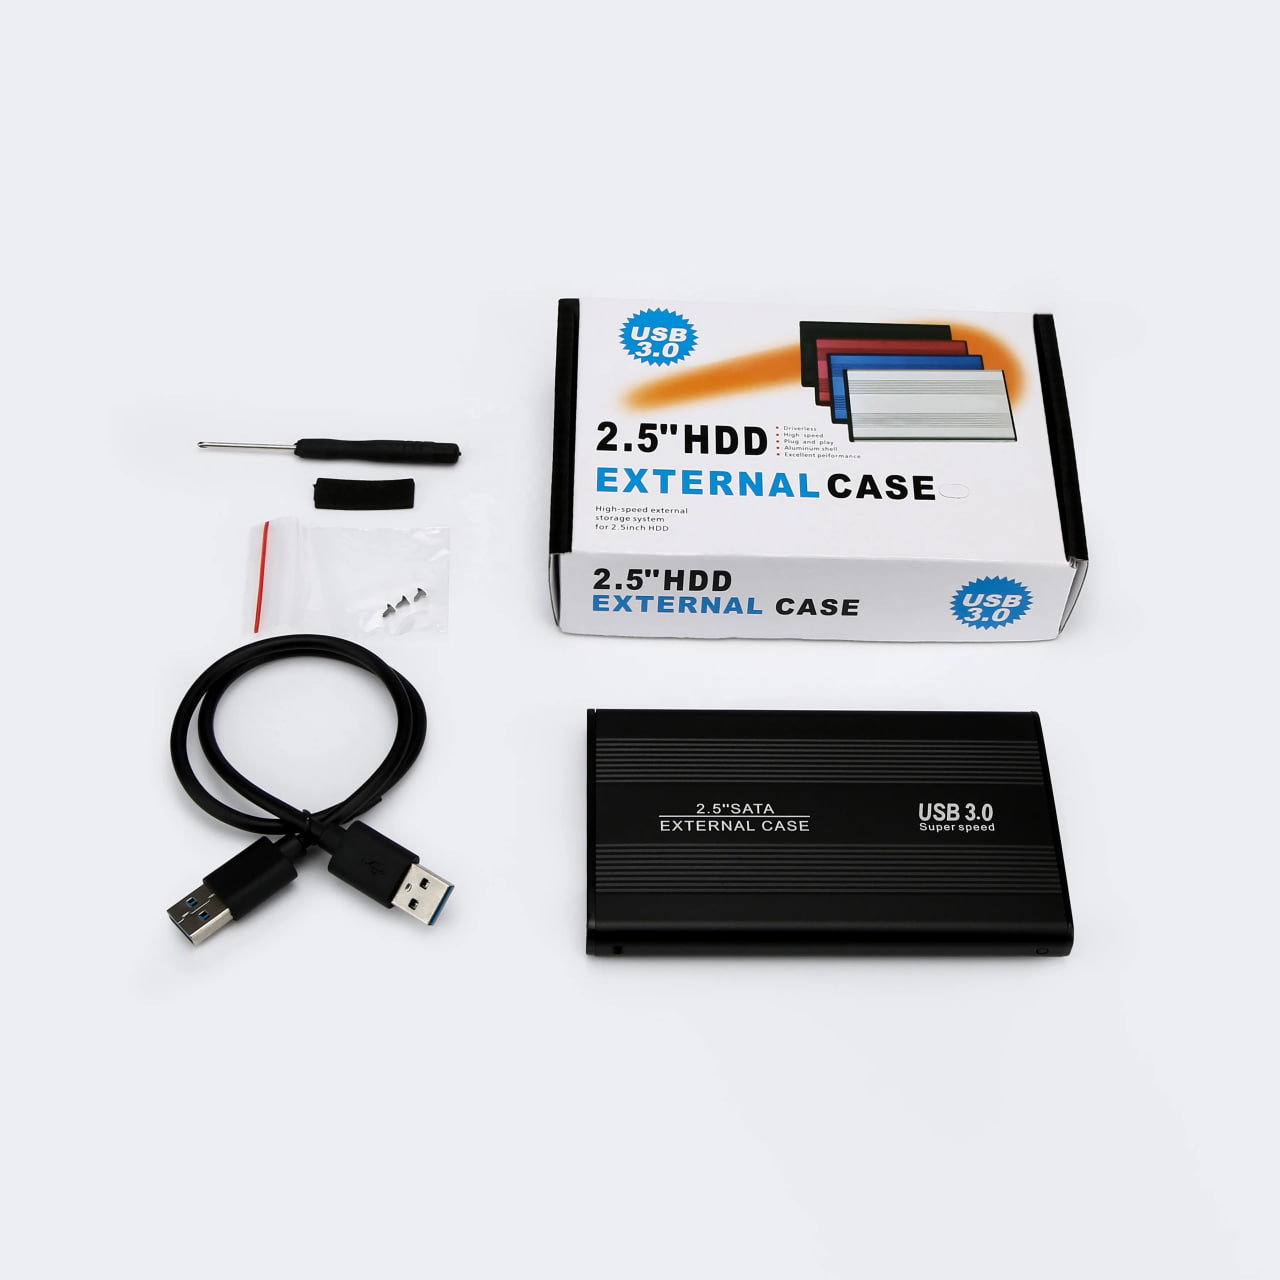 USB
3.0
2.5"HDD
Driverless
High speed
Plug and play
Aluminum shell
Excellent peiformance
EXTERNAL CASE
High-speed external
storage system
for 2.5inch HDD
2.5"HDD
EXTERNAL CASE
USB
3.0
2.5"SATA
EXTERNAL CASE
USB 3.0
Super speed